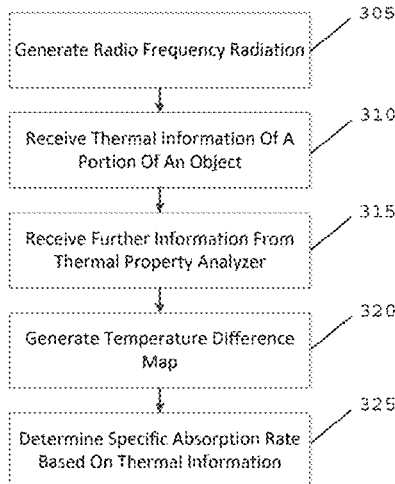 305
Generate Radio Frequency Radiation
310
Receive Thermal Information Of A
Portion Of An Object
315
Receive Further Information From
Thermal Property Analyzer
320
Generate Temperature Difference
Map
325
Determine Specific Absorption Rate
Based On Thermal Information